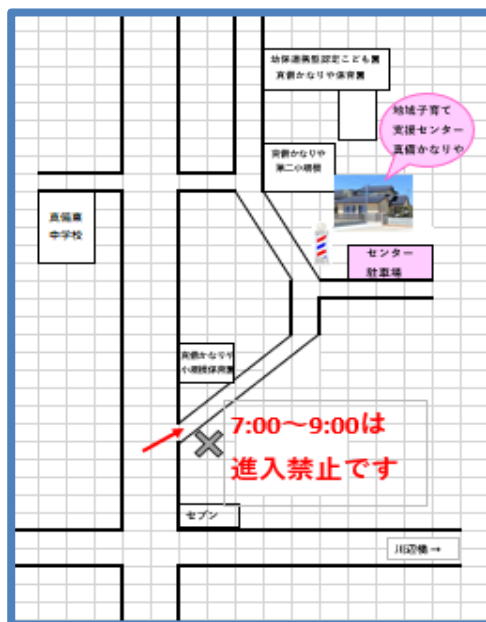 幼保連携型認定こども園
真備かなりや保育園
地域子育て
支援センター
真備かなりや
真備かなりや
第二小規模
真備東
中学校
センター
駐車場
真備かなりや
小規模保育園
7:00～9:00は
進入禁止です
セブン
川辺橋→